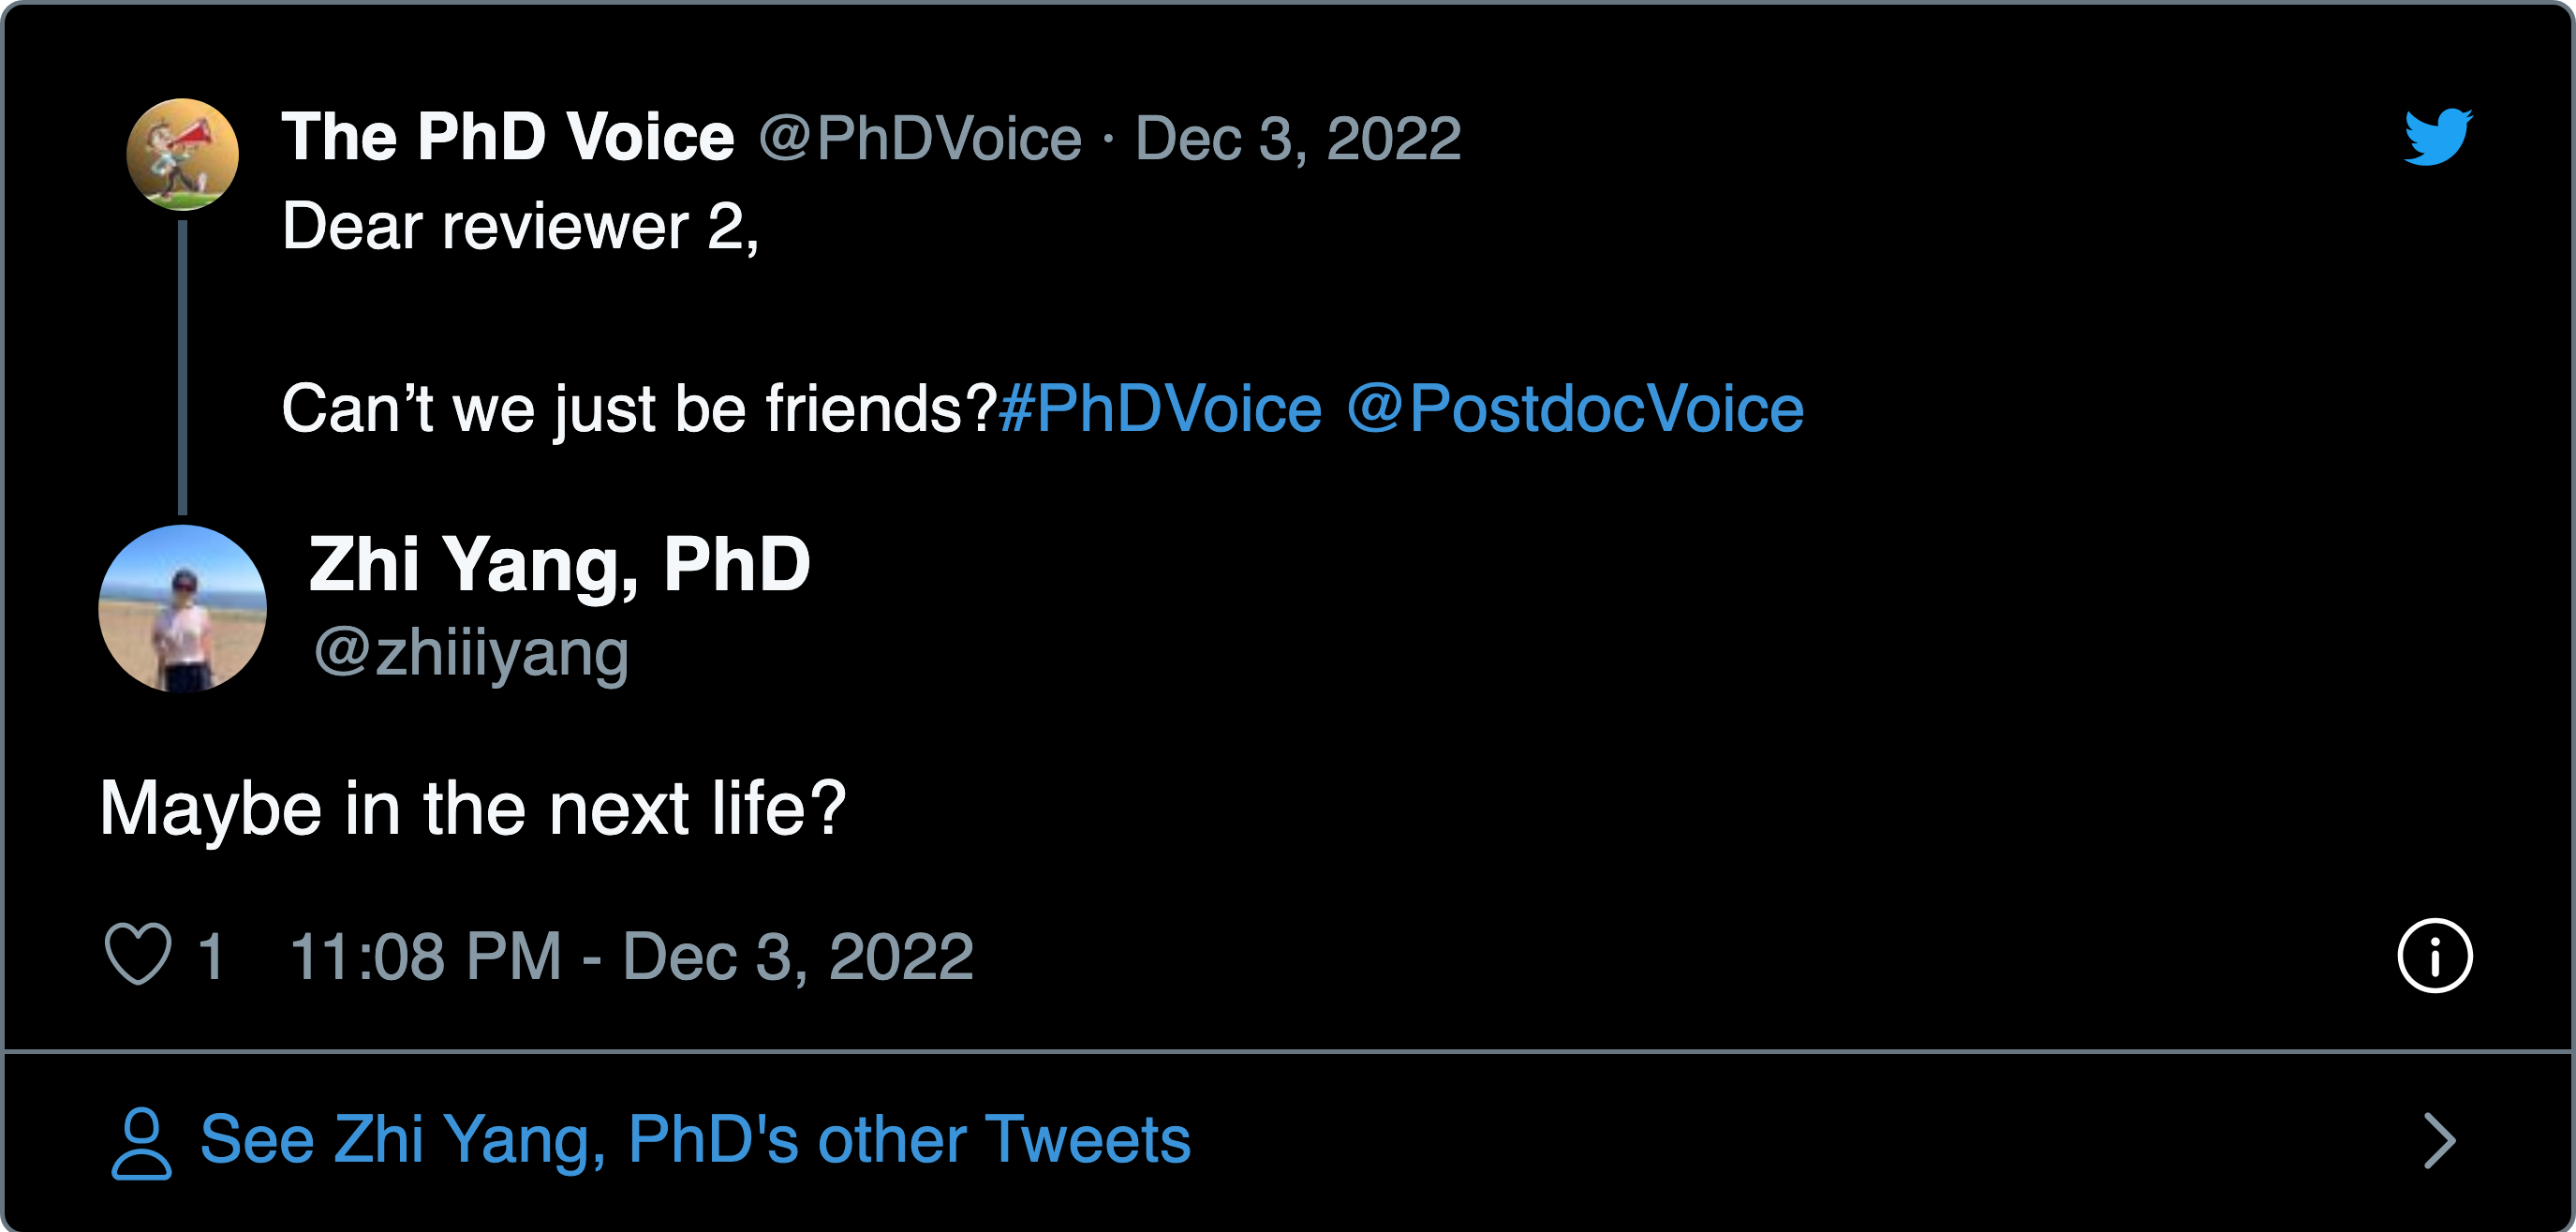 The PhD Voice @PhDVoice · Dec 3, 2022
Dear reviewer 2,
Can’t we just be friends?#PhDVoice @PostdocVoice
Zhi Yang, PhD
@zhiiiyang
Maybe in the next life?
1 11:08 PM - Dec 3, 2022
See Zhi Yang, PhD's other Tweets